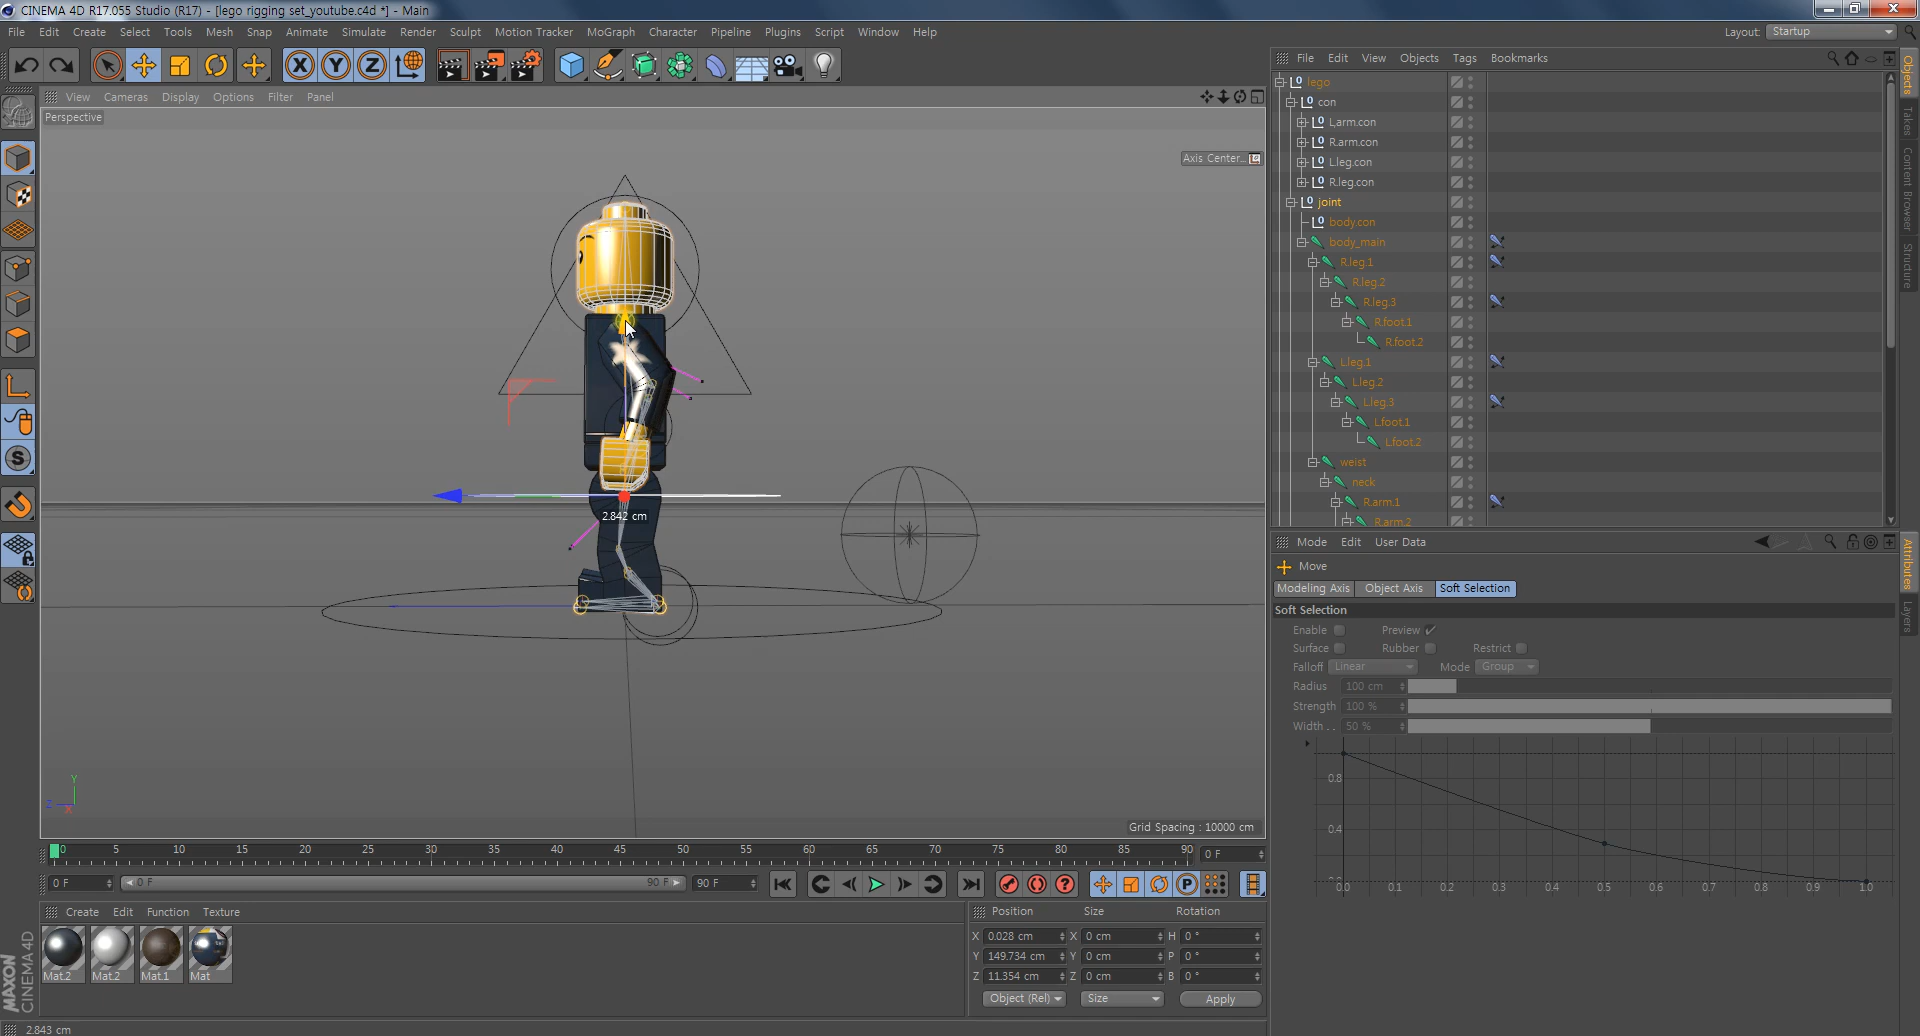 CINEMA 4D R17.055 Studio (R17) - [lego rigging set_youtube.c4d *] - Main
File Edit Create Select Tools Mesh Snap Animate Simulate Render Sculpt Motion Tracker MoGraph Character Pipeline Plugins Script Window Help
Layout: Startup
File Edit View Objects Tags Bookmarks
View Cameras Display Options Filter Panel
Perspective
Axis Center...
lego
con
L.arm.con
R.arm.con
L.leg.con
R.leg.con
joint
body.con
body_main
R.leg.1
R.leg.2
R.leg.3
R.foot.1
R.foot.2
L.leg.1
L.leg.2
L.leg.3
L.foot.1
L.foot.2
weist
neck
R.arm.1
R.arm.2
Objects
Takes
Content Browser
Structure
2.842 cm
Y
Z
X
Grid Spacing : 10000 cm
Mode Edit User Data
Move
Modeling Axis Object Axis Soft Selection
Soft Selection
Enable Preview
Surface Rubber Restrict
Falloff Linear Mode Group
Radius 100 cm
Strength 100 %
Width . . 50 %
0.8
0.4
0.0 0.1 0.2 0.3 0.4 0.5 0.6 0.7 0.8 0.9 1.0
Attributes
Layers
0 5 10 15 20 25 30 35 40 45 50 55 60 65 70 75 80 85 90 0 F
0 F 0 F 90 F 90 F
Create Edit Function Texture
Mat.2 Mat.2 Mat.1 Mat
Position Size Rotation
X 0.028 cm X 0 cm H 0 °
Y 149.734 cm Y 0 cm P 0 °
Z 11.354 cm Z 0 cm B 0 °
Object (Rel) Size Apply
MAXON
CINEMA 4D
2.843 cm